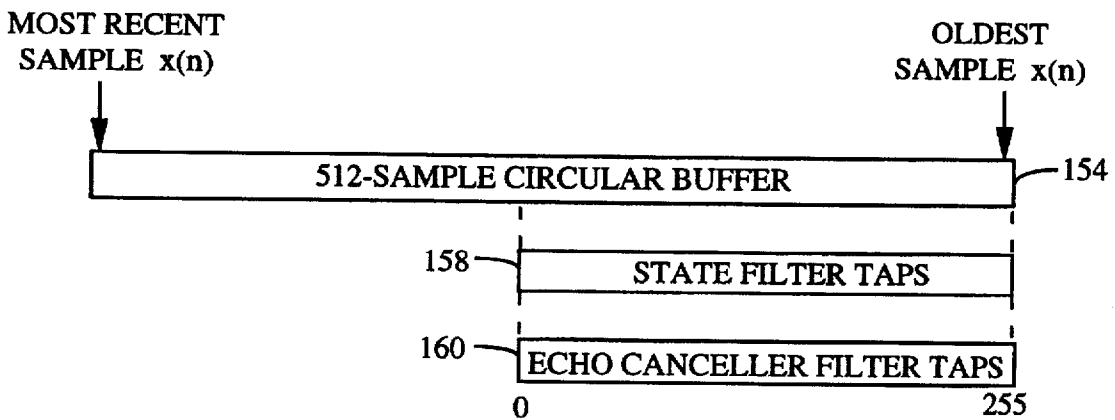 MOST RECENT
SAMPLE x(n)
OLDEST
SAMPLE x(n)
512-SAMPLE CIRCULAR BUFFER
154
158
STATE FILTER TAPS
160
ECHO CANCELLER FILTER TAPS
0
255